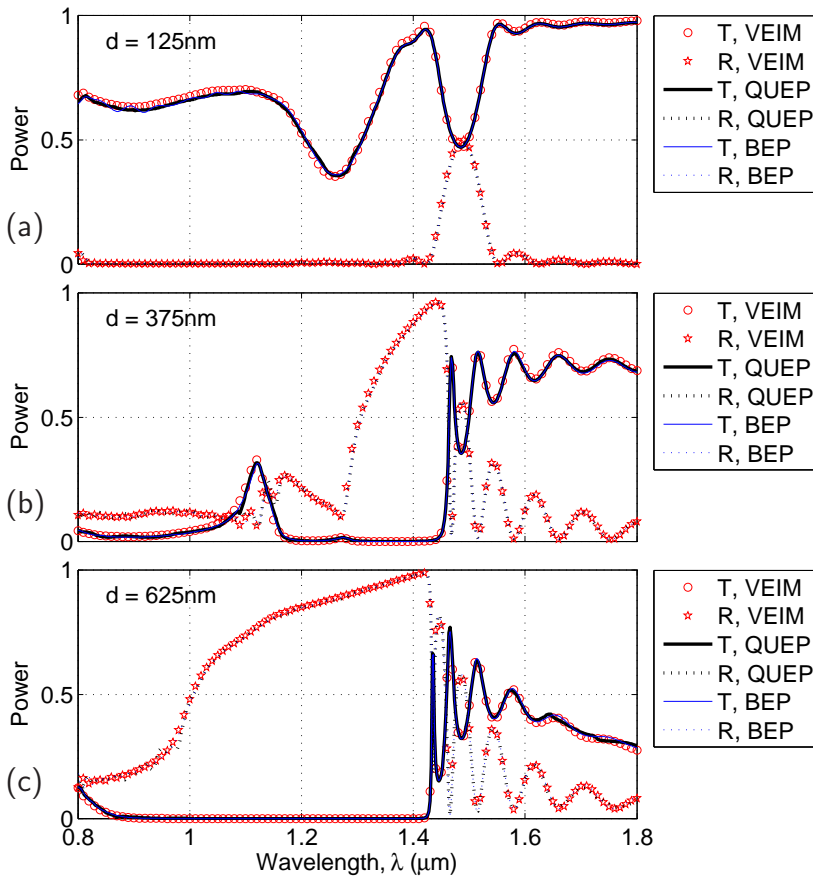 (a)
d = 125nm
Power
1
0.5
0
T, VEIM
R, VEIM
T, QUEP
R, QUEP
T, BEP
R, BEP
(b)
d = 375nm
Power
1
0.5
0
T, VEIM
R, VEIM
T, QUEP
R, QUEP
T, BEP
R, BEP
(c)
d = 625nm
Power
1
0.5
0
0.8 1 1.2 1.4 1.6 1.8
Wavelength, λ (μm)
T, VEIM
R, VEIM
T, QUEP
R, QUEP
T, BEP
R, BEP